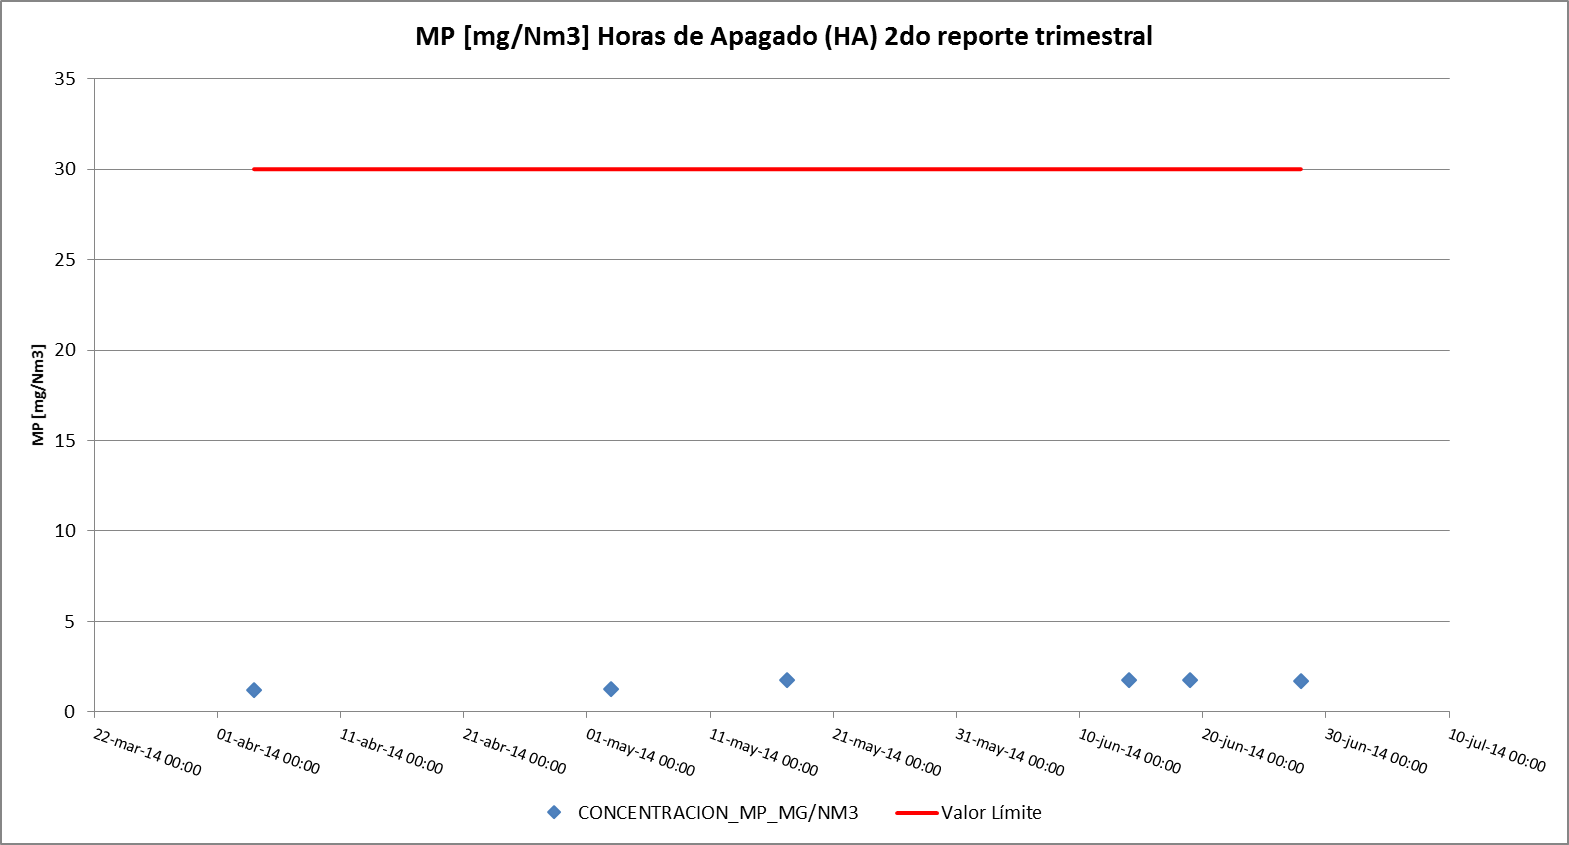 MP [mg/Nm3] Horas de Apagado (HA) 2do reporte trimestral
35
30
25
20
15
10
5
0
MP [mg/Nm3]
22-mar-14 00:00
01-abr-14 00:00
11-abr-14 00:00
21-abr-14 00:00
01-may-14 00:00
11-may-14 00:00
21-may-14 00:00
31-may-14 00:00
10-jun-14 00:00
20-jun-14 00:00
30-jun-14 00:00
10-jul-14 00:00
CONCENTRACION_MP_MG/NM3
Valor Límite